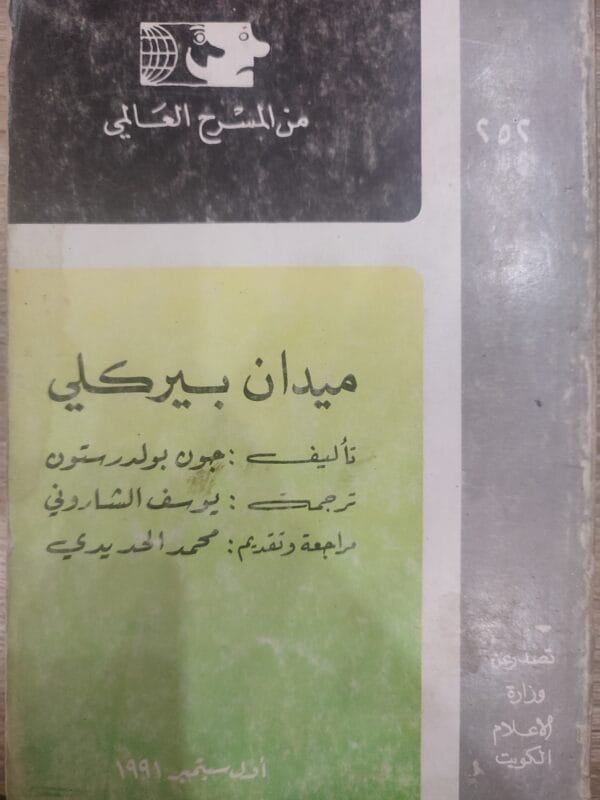 من المسرح العالمي
٢٥٢
ميدان بيركلي
تأليف : جون بولدرستون
ترجمة : يوسف الشاروني
مراجعة وتقديم : محمد الحديدي
تصدر عن
وزارة
الإعلام
الكويت
أول سبتمبر ١٩٩١